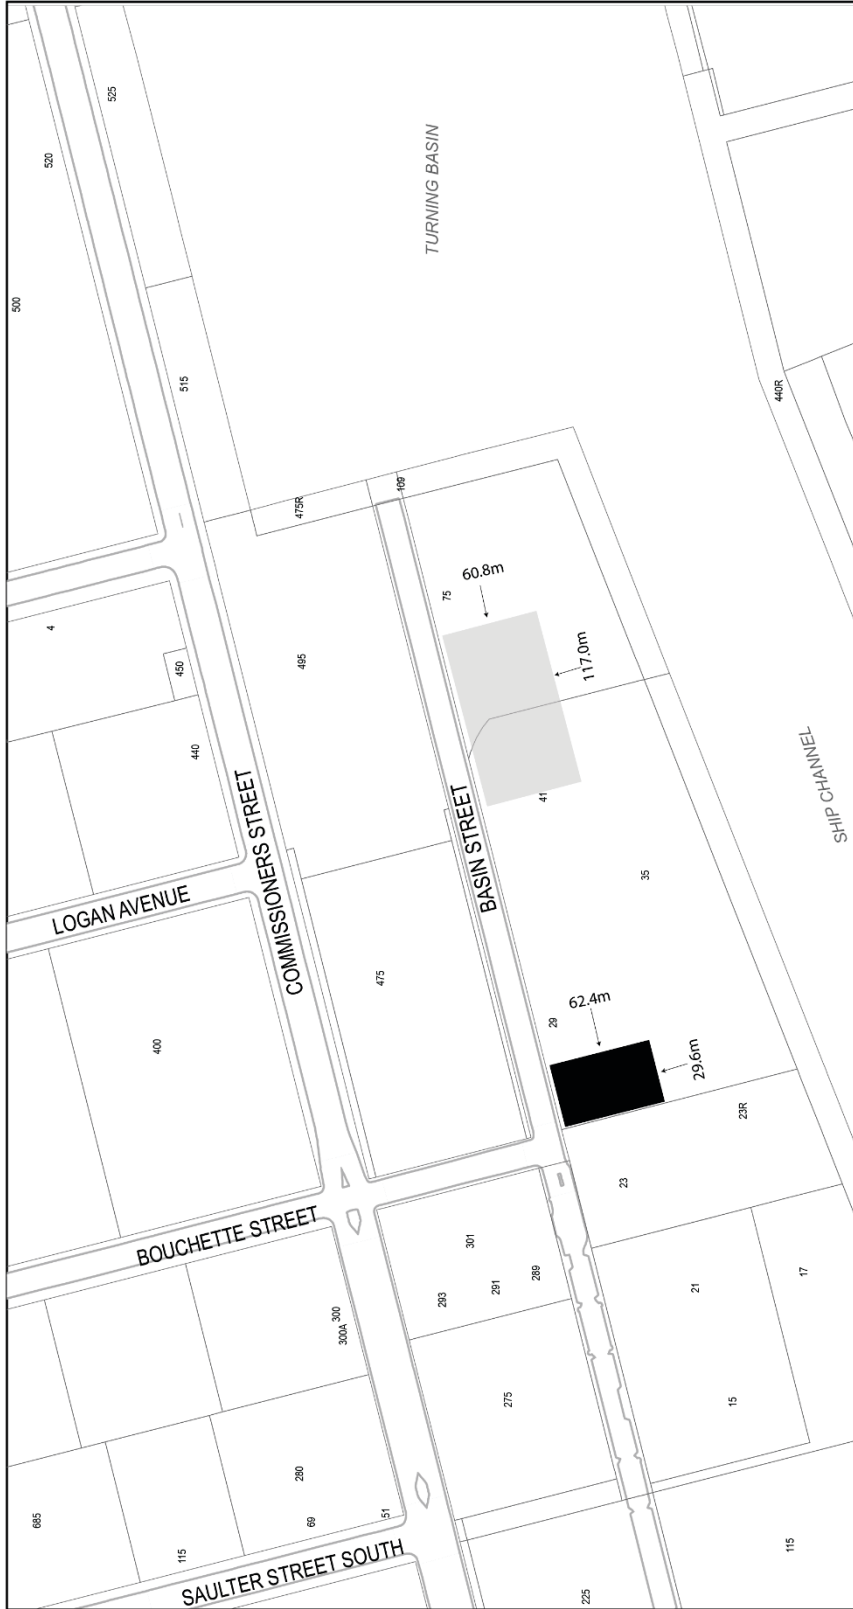 525
520
TURNING BASIN
500
515
440R
475R
169
4
450
495
75
60.8m
117.0m
440
COMMISSIONERS STREET
LOGAN AVENUE
BASIN STREET
41
SHIP CHANNEL
35
475
400
29
62.4m
29.6m
23R
23
BOUCHETTE STREET
301
293
291
289
21
17
300
300A
275
15
280
69
51
685
115
SAULTER STREET SOUTH
225
115